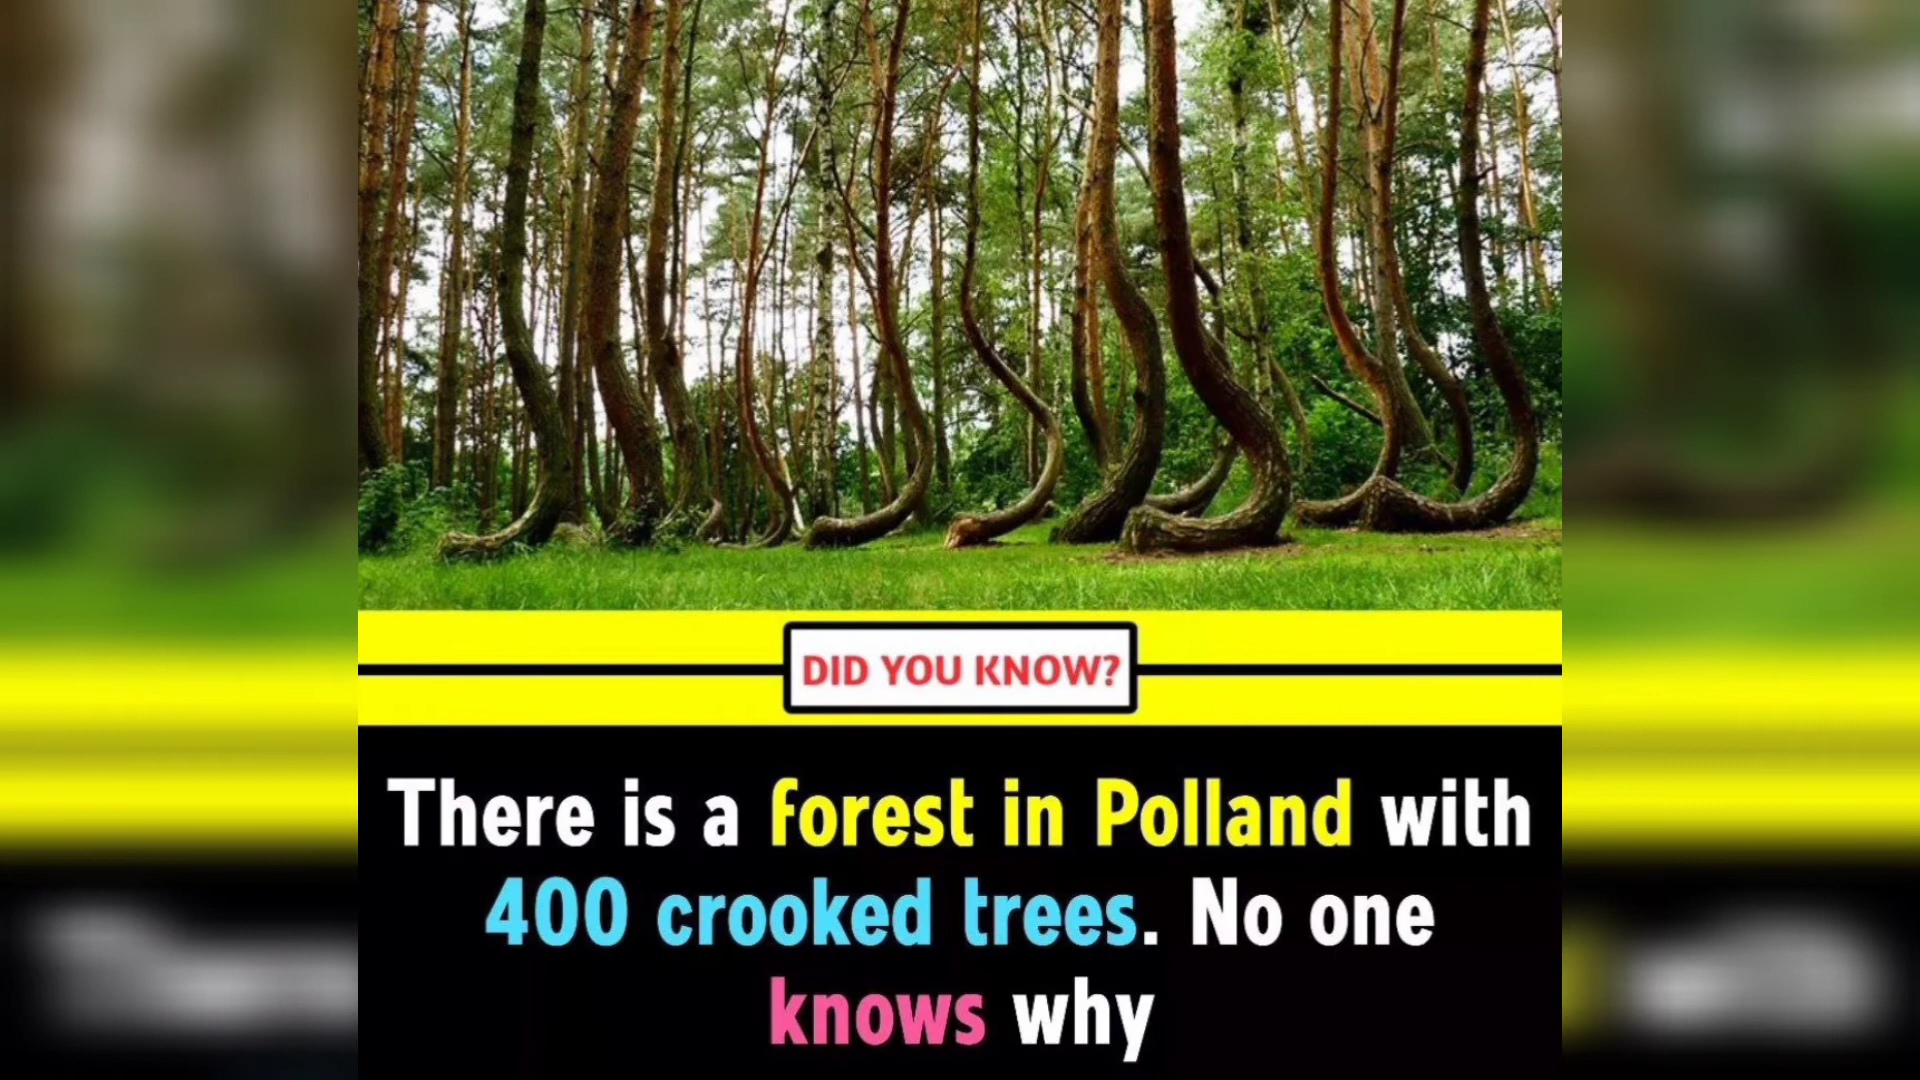 DID YOU KNOW?
There is a forest in Polland with
400 crooked trees. No one
knows why